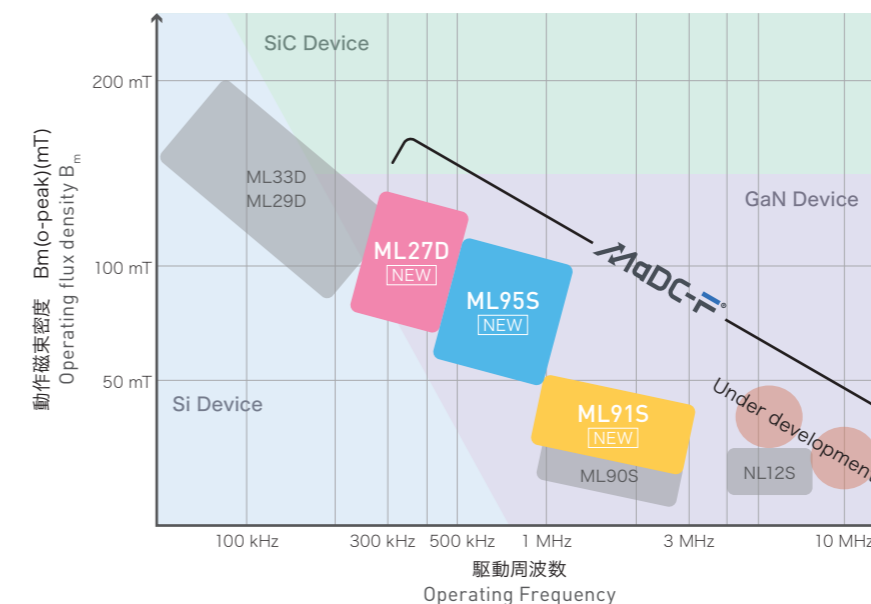 SiC Device
200 mT
ML33D
ML29D
GaN Device
ML27D
NEW
100 mT
MaDC-F®
ML95S
NEW
50 mT
Si Device
ML91S
NEW
ML90S
Under development
NL12S
動作磁束密度 Bm(o-peak)(mT)
Operating flux density Bm
100 kHz 300 kHz 500 kHz 1 MHz 3 MHz 10 MHz
駆動周波数
Operating Frequency